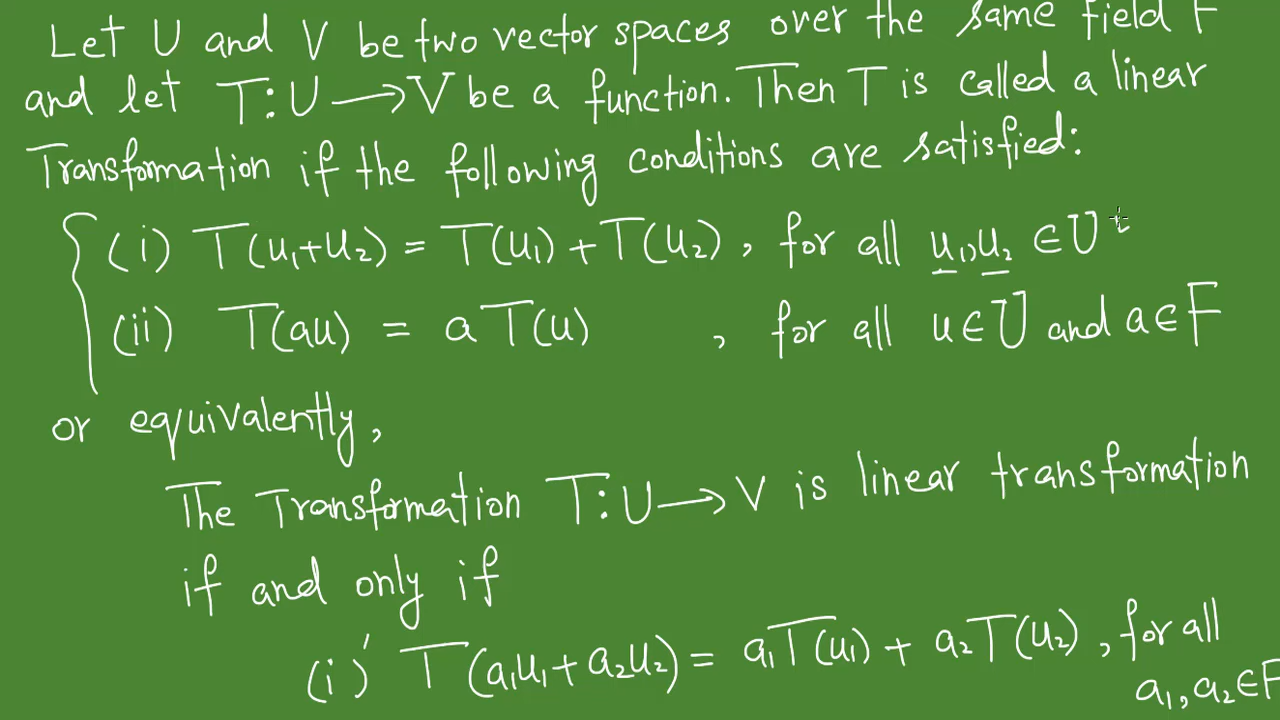 Let U and V be two vector spaces over the same field F
and let T: U ⟶ V be a function. Then T is called a linear
Transformation if the following conditions are satisfied:
(i) T(u₁+u₂) = T(u₁) + T(u₂), for all u₁, u₂ ∈ U
(ii) T(au) = a T(u) , for all u ∈ U and a ∈ F
or equivalently,
The Transformation T: U ⟶ V is linear transformation
if and only if
(i)' T(a₁u₁ + a₂u₂) = a₁T(u₁) + a₂T(u₂), for all
a₁, a₂ ∈ F